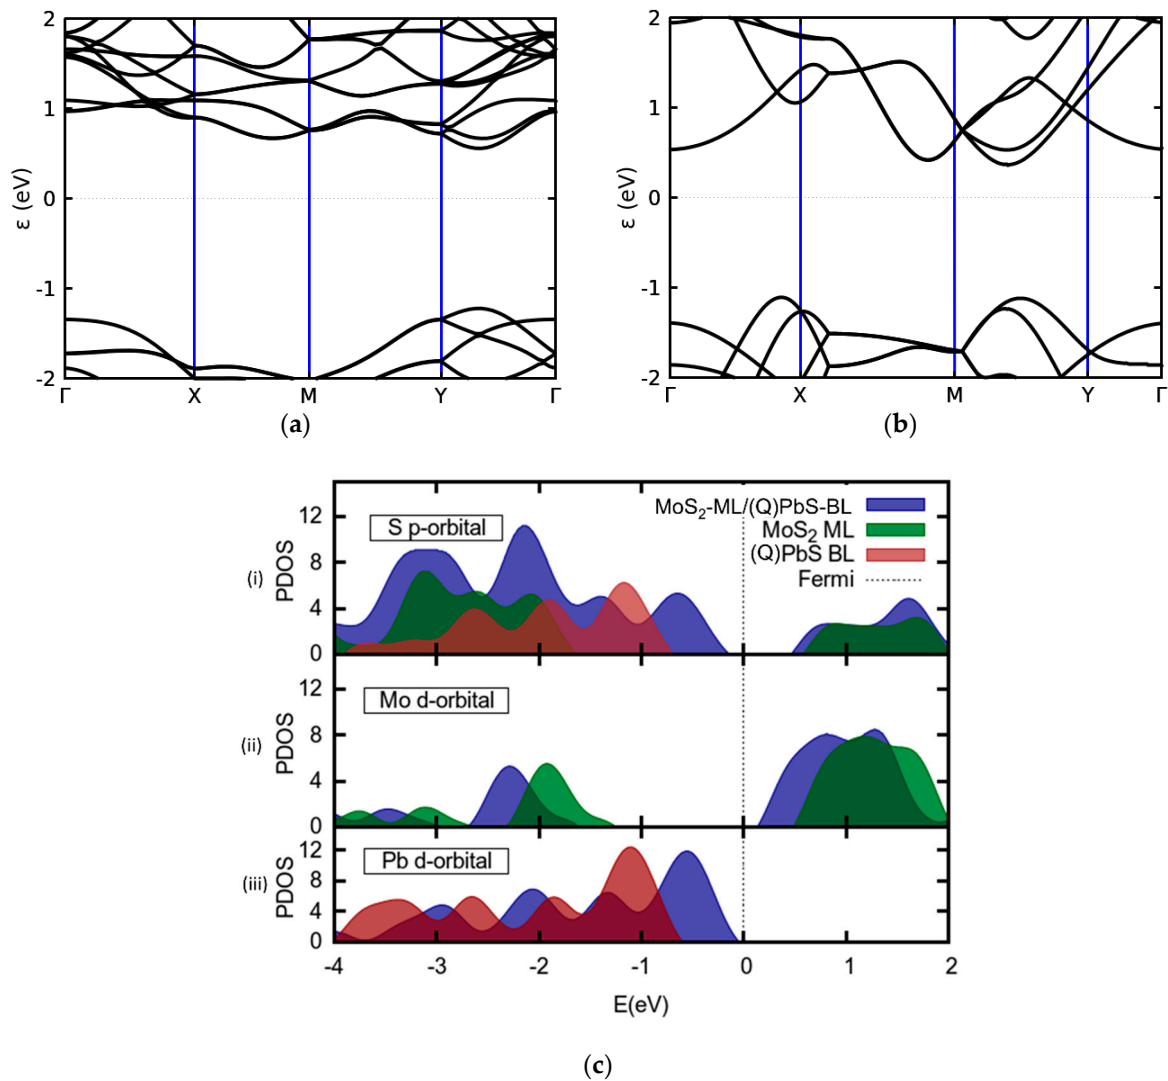 2
1
0
-1
-2
ε (eV)
Γ
X
M
Y
Γ
(a)
2
1
0
-1
-2
ε (eV)
Γ
X
M
Y
Γ
(b)
(i)
PDOS
12
8
4
0
S p-orbital
MoS₂-ML/(Q)PbS-BL
MoS₂ ML
(Q)PbS BL
Fermi
(ii)
PDOS
12
8
4
0
Mo d-orbital
(iii)
PDOS
12
8
4
0
Pb d-orbital
-4 -3 -2 -1 0 1 2
E(eV)
(c)